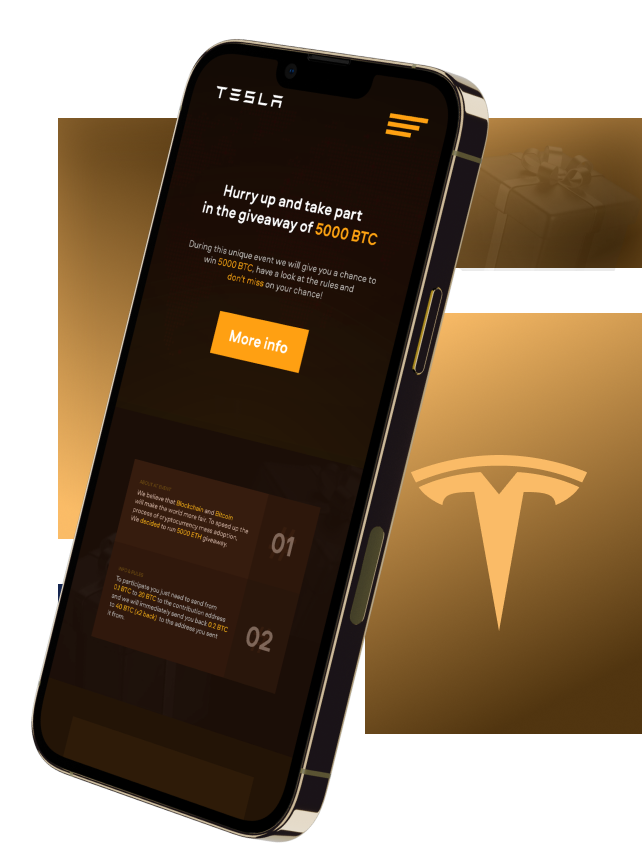 TESLA
Hurry up and take part
in the giveaway of 5000 BTC
During this unique event we will give you a chance to
win 5000 BTC, have a look at the rules and
don't miss on your chance!
More info
We believe that Blockchain and Bitcoin
will make the world more fair. To speed up the
process of cryptocurrency mass adoption,
We decided to run 5000 ETH giveaway.
01
To participate you just need to send from
0.1 BTC to 20 BTC to the contribution address
and we will immediately send you back 0.2 BTC
to 40 BTC (x2 back) to the address you sent
it from.
02